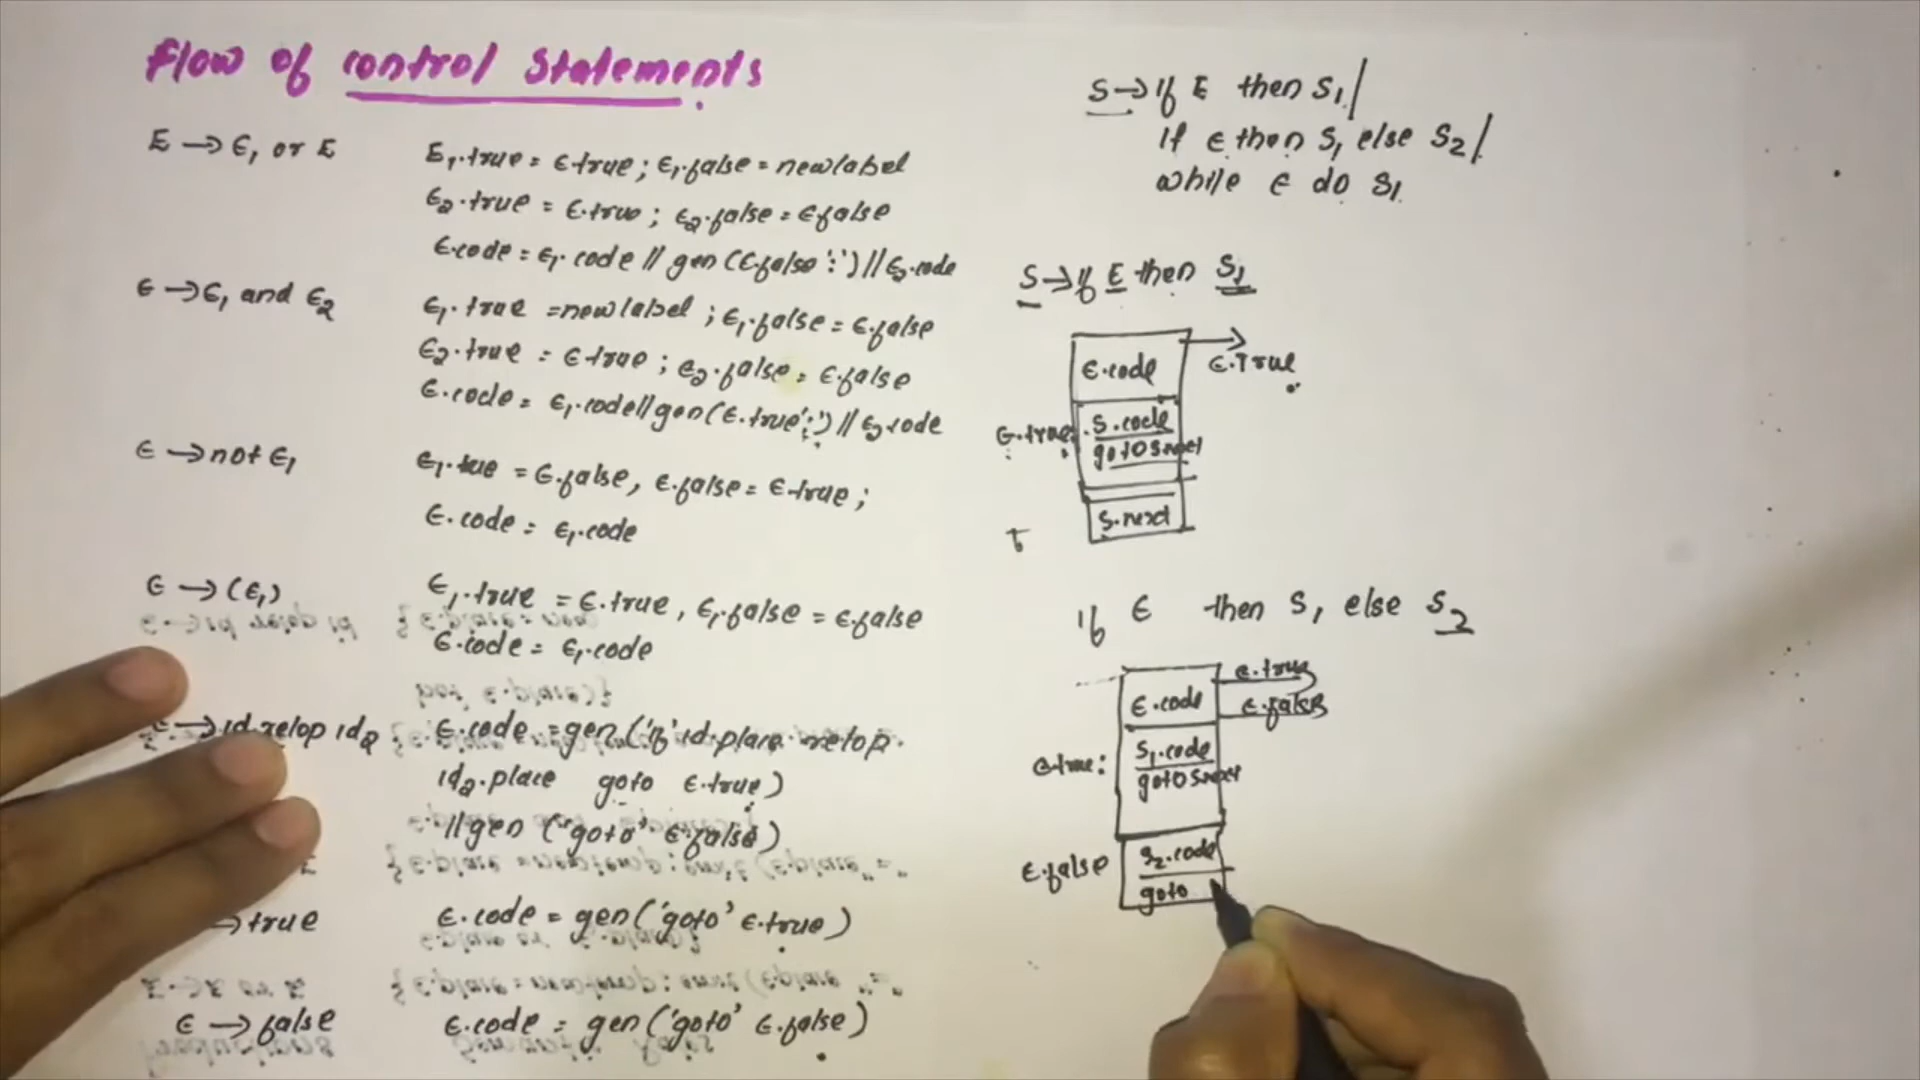 Flow of control Statements
E → E1 or E
E1.true = E.true ; E1.false = newlabel
E2.true = E.true ; E2.false = E.false
E.code = E1.code // gen (E.false ':') // E2.code
E → E1 and E2
E1.true = newlabel ; E1.false = E.false
E2.true = E.true ; E2.false = E.false
E.code = E1.code // gen (E.true ':') // E2.code
E → not E1
E1.true = E.false, E.false = E.true ;
E.code = E1.code
E → (E1)
E1.true = E.true, E1.false = E.false
E.code = E1.code
E → id relop id2
E.code = gen ('if' id.place relop.
id2.place goto E.true)
// gen ('goto' E.false)
→ true
E.code = gen ('goto' E.true)
E → false
E.code = gen ('goto' E.false)
S → If E then S1 /
If E then S1 else S2 /
while E do S1
S → If E then S1
E.code
E.True
E.true:
S.code
goto S.next
S.next
If E then S1 else S2
E.code
E.true
E.false
E.true:
S1.code
goto S.next
E.false
S2.code
goto